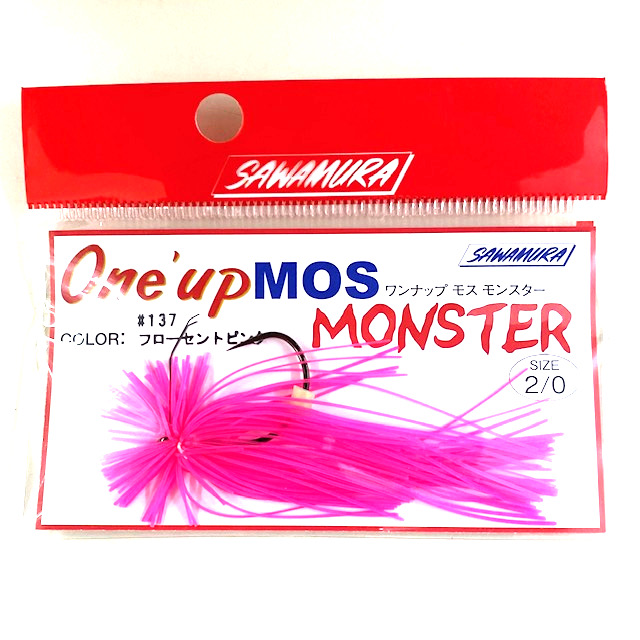 SAWAMURA
SAWAMURA
One'up MOS
ワンナップ モス モンスター
MONSTER
#137
COLOR: フローセントピンク
SIZE
2/0